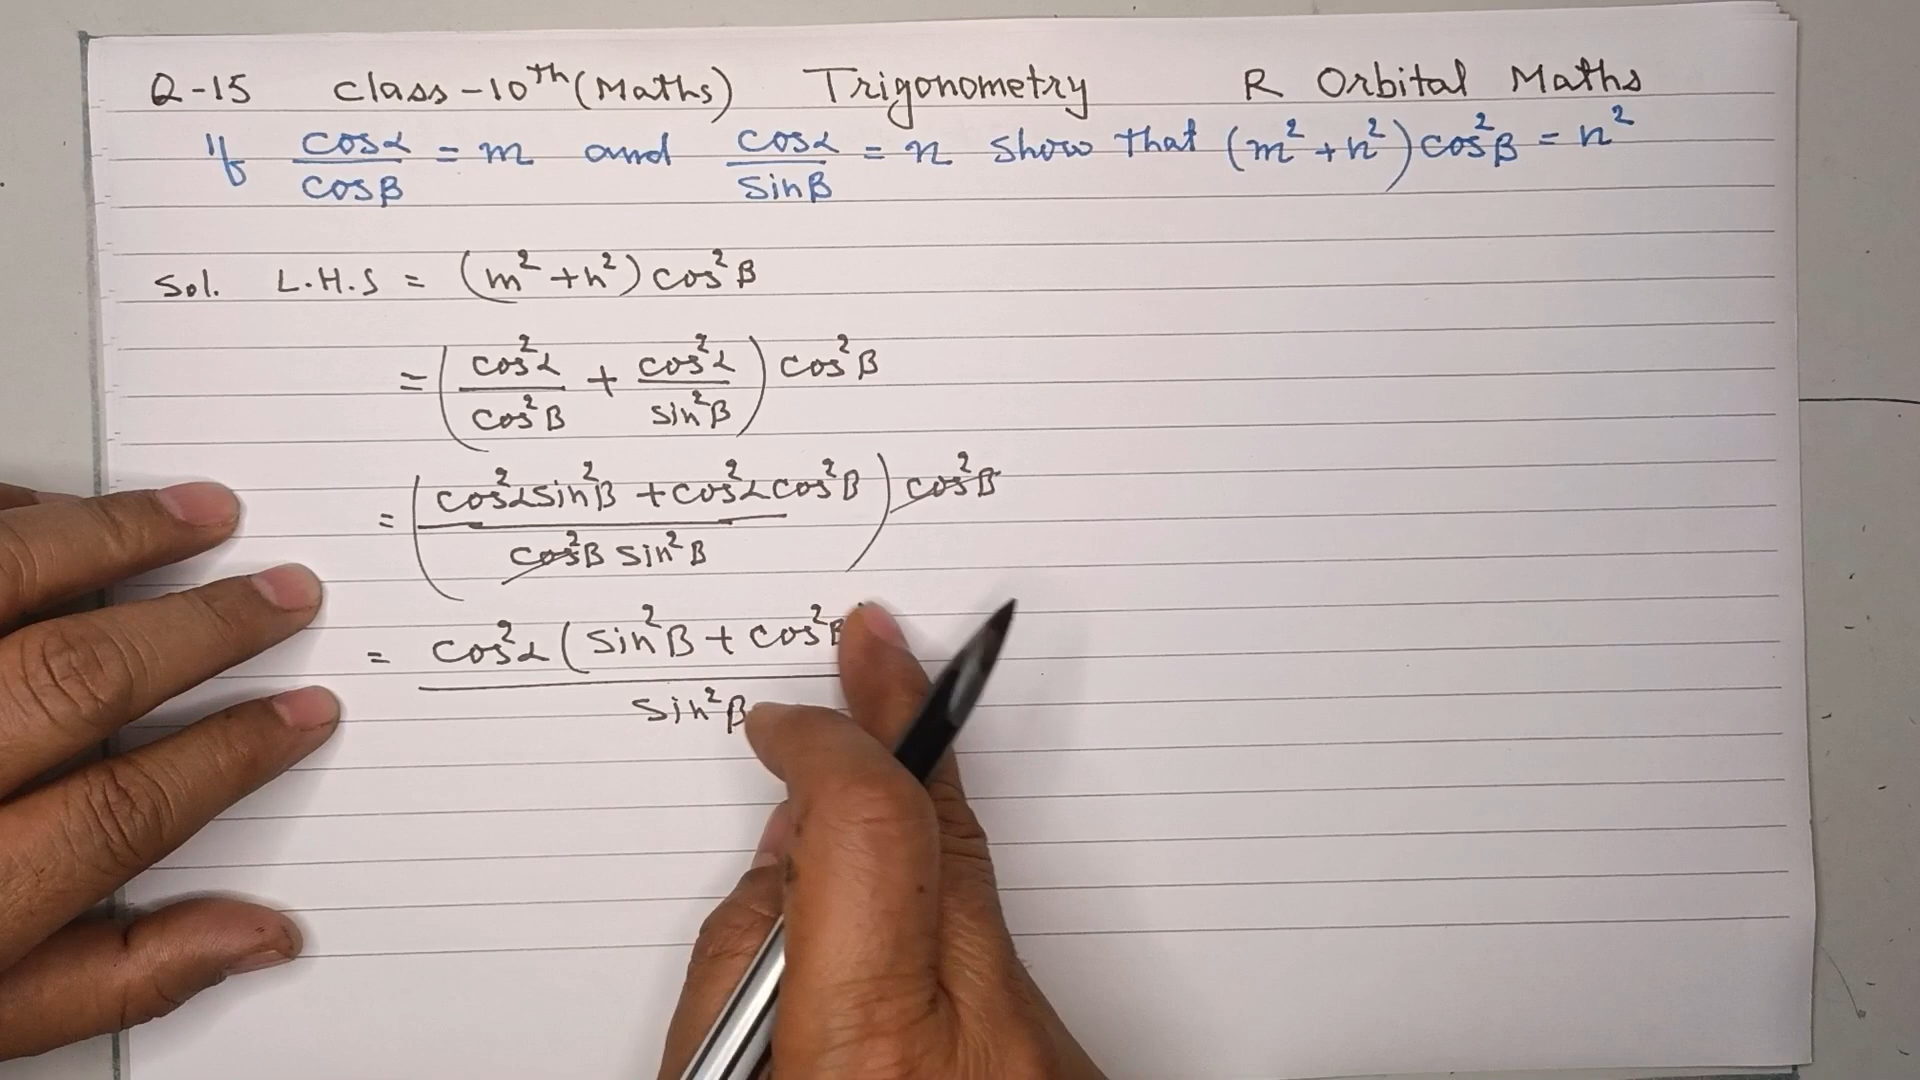 Q-15 Class-10th (Maths) Trigonometry R Orbital Maths
If cosα/cosβ = m and cosα/sinβ = n show that (m² + n²) cos²β = n²
Sol. L.H.S = (m² + n²) cos²β
= (cos²α/cos²β + cos²α/sin²β) cos²β
= ((cos²α sin²β + cos²α cos²β)/(cos²β sin²β)) cos²β
= cos²α (sin²β + cos²β / sin²β